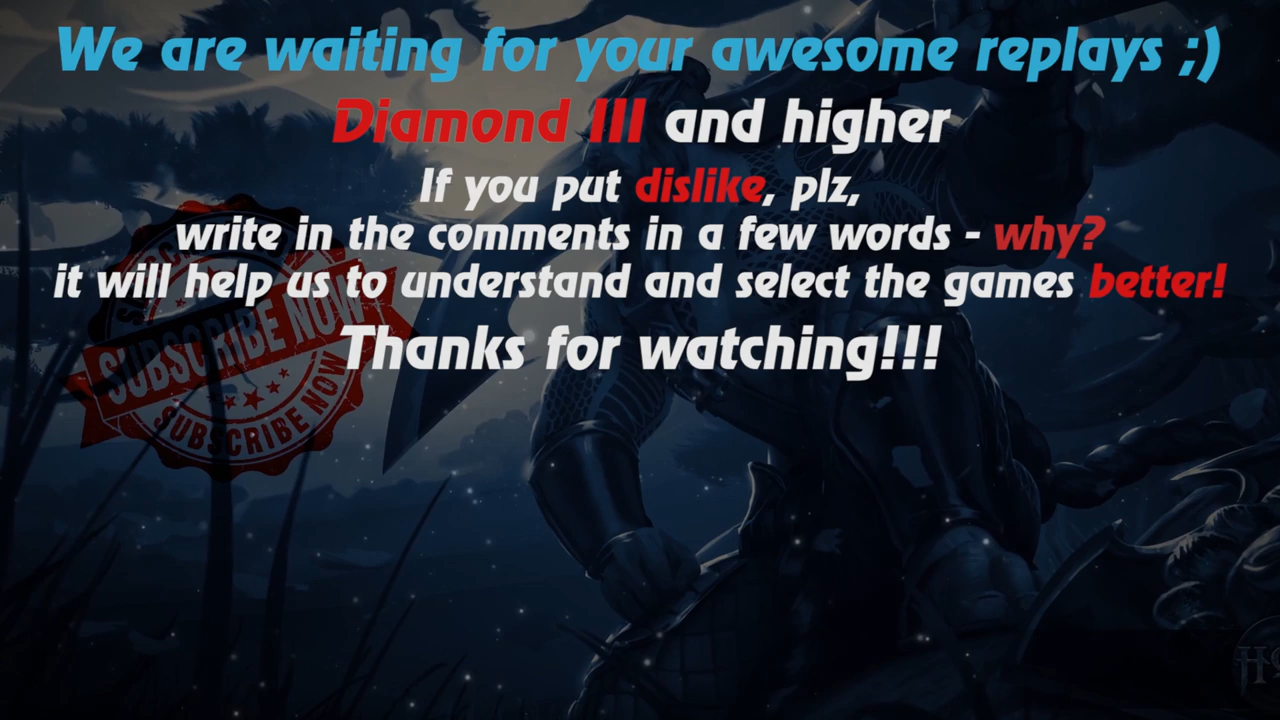 We are waiting for your awesome replays ;)
Diamond III and higher
If you put dislike, plz,
write in the comments in a few words - why?
it will help us to understand and select the games better!
Thanks for watching!!!
SUBSCRIBE NOW
SUBSCRIBE NOW